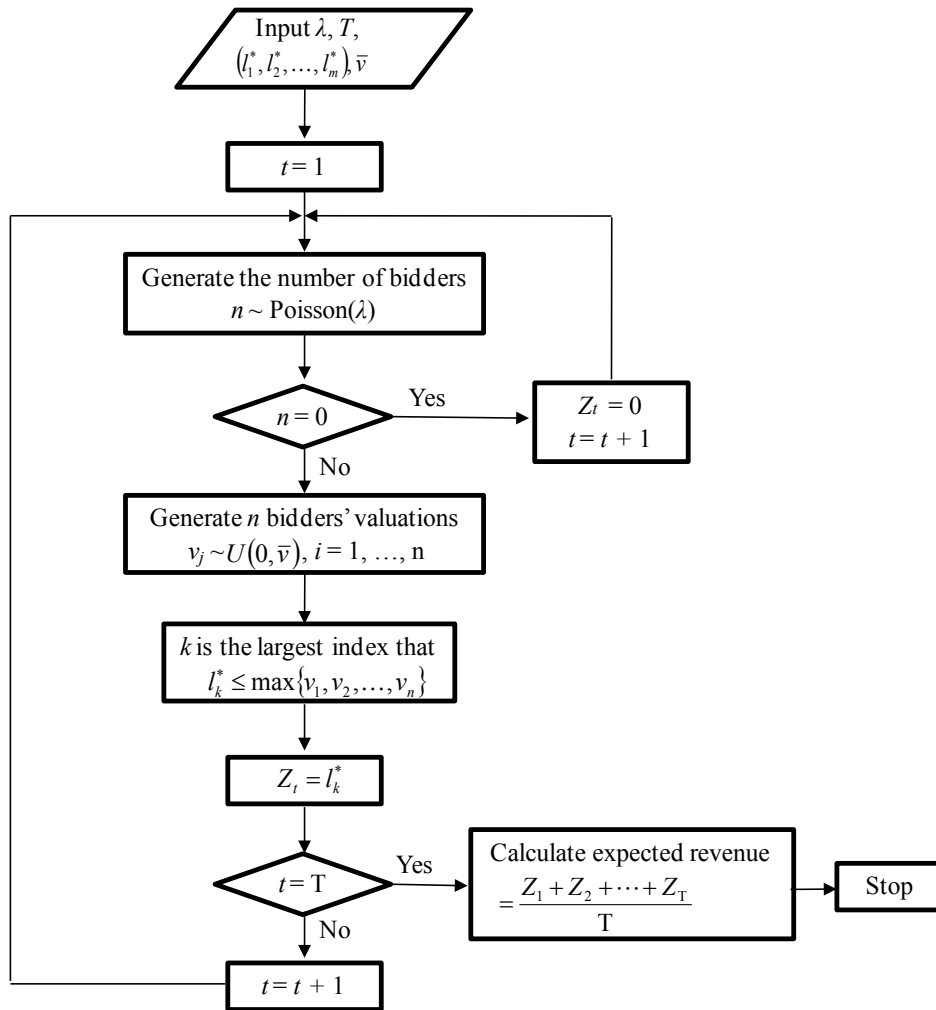 Input λ, T,
(l₁*, l₂*, …, lₘ*), v̄
t = 1
Generate the number of bidders
n ~ Poisson(λ)
n = 0
Yes
Zₜ = 0
t = t + 1
No
Generate n bidders' valuations
vⱼ ~ U(0, v̄), i = 1, …, n
k is the largest index that
lₖ* ≤ max{v₁, v₂, …, vₙ}
Zₜ = lₖ*
t = T
Yes
Calculate expected revenue
= (Z₁ + Z₂ + ⋯ + Z_T) / T
Stop
No
t = t + 1